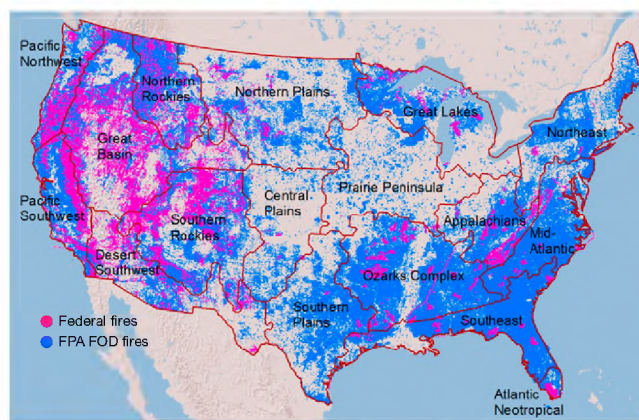 Pacific
Northwest
Northern
Rockies
Northern Plains
Great Lakes
Northeast
Great
Basin
Prairie Peninsula
Central
Plains
Appalachians
Pacific
Southwest
Southern
Rockies
Mid-
Atlantic
Desert
Southwest
Ozarks Complex
Southern
Plains
Southeast
Federal fires
FPA FOD fires
Atlantic
Neotropical